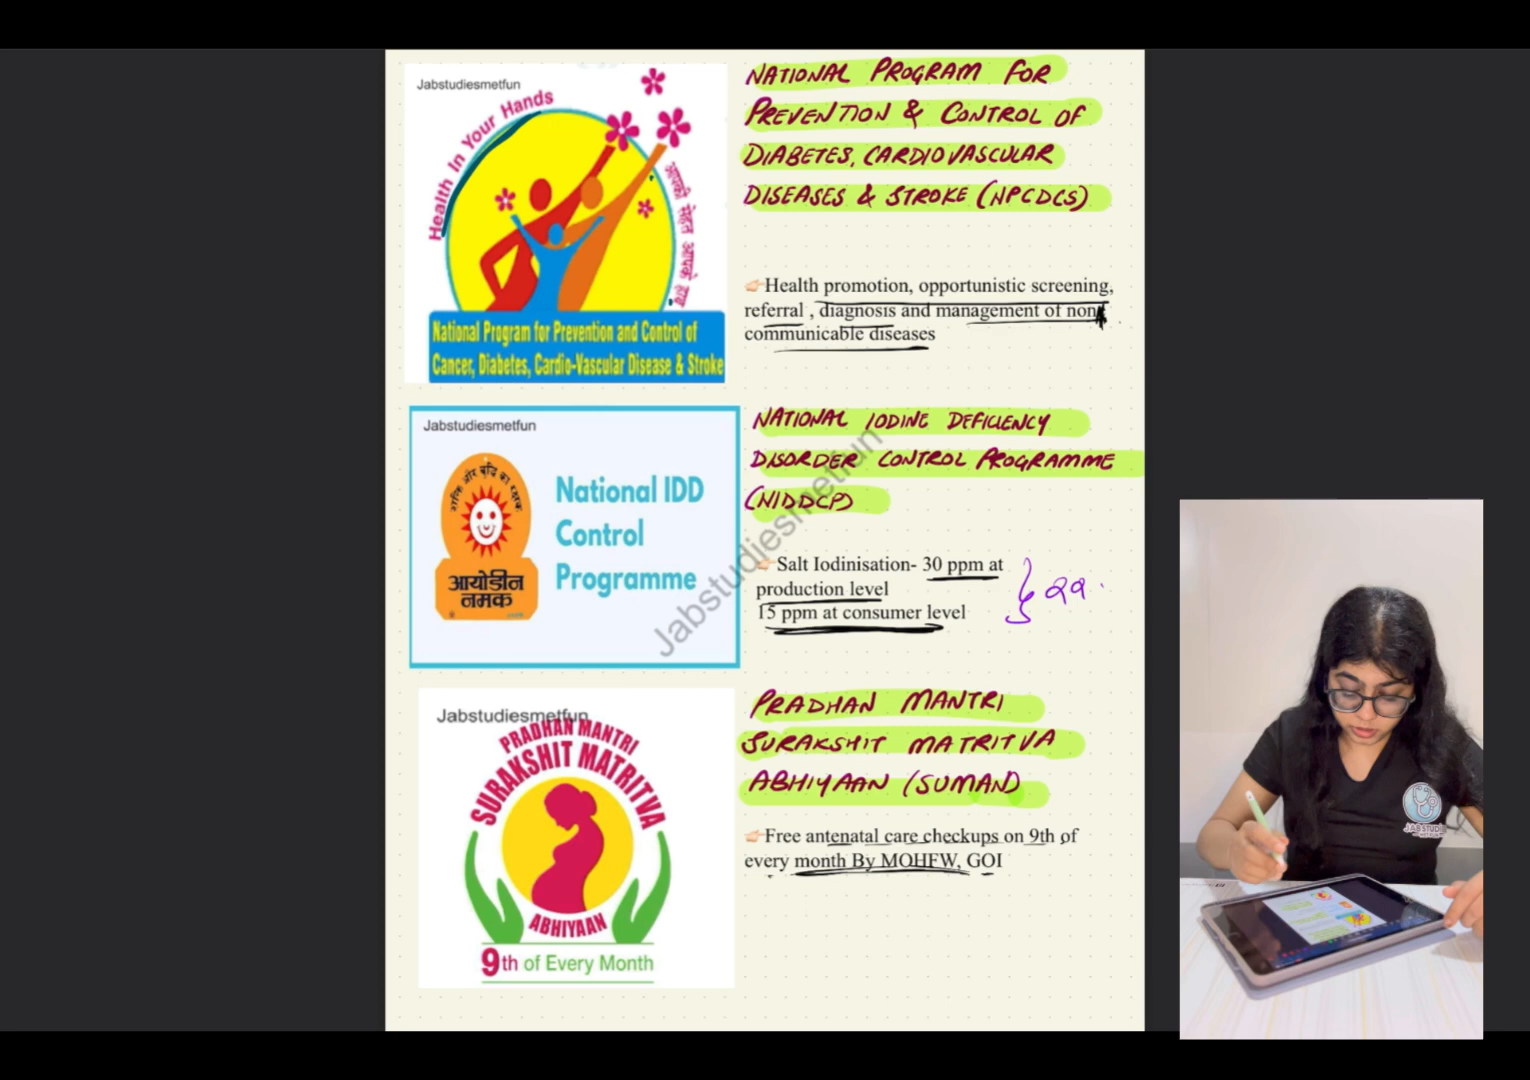 Jabstudiesmetfun
Health In Your Hands
आपकी सेहत आपके हाथ
National Program for Prevention and Control of
Cancer, Diabetes, Cardio-Vascular Disease & Stroke
NATIONAL PROGRAM FOR
PREVENTION & CONTROL OF
DIABETES, CARDIOVASCULAR
DISEASES & STROKE (NPCDCS)
Health promotion, opportunistic screening,
referral , diagnosis and management of non
communicable diseases
Jabstudiesmetfun
National IDD
Control
Programme
आयोडीन
नमक
NATIONAL IODINE DEFICIENCY
DISORDER CONTROL PROGRAMME
(NIDDCP)
Salt Iodinisation- 30 ppm at
production level
15 ppm at consumer level
Jabstudiesmetfun
Jabstudiesmetfun
PRADHAN MANTRI
SURAKSHIT MATRITVA
ABHIYAAN
9th of Every Month
PRADHAN MANTRI
SURAKSHIT MATRITVA
ABHIYAAN (SUMAN)
Free antenatal care checkups on 9th of
every month By MOHFW, GOI